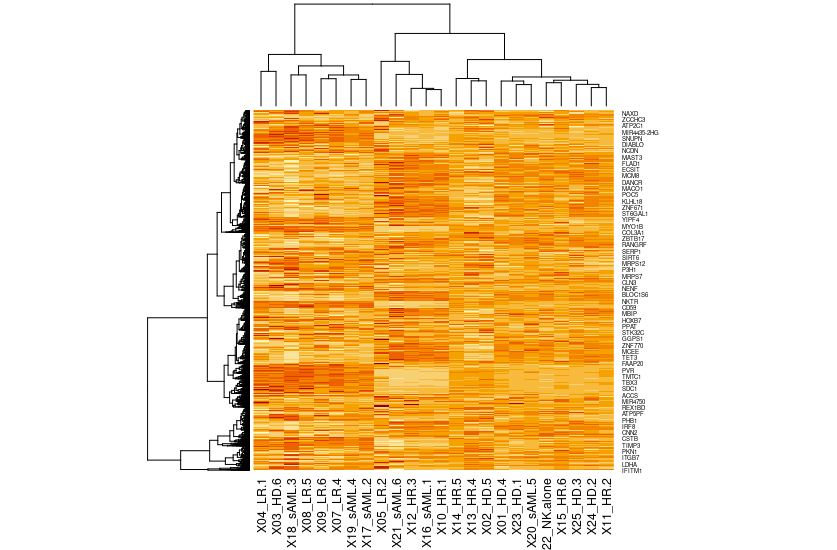 NAXD
ZCCHC3
ATP2C1
MIR4435-2HG
SNUPN
DIABLO
NCDN
MAST3
FLAD1
ECSIT
MCM8
DANCR
MACO1
POC5
KLHL18
ZNF671
ST6GAL1
YIPF4
MYO1B
COL3A1
ZBTB17
RANGRF
SERP1
SIRT6
MRPS12
P3H1
MRPS7
CLN3
NENF
BLOC1S6
NKTR
CD59
MBIP
HOXB7
PPAT
STK32C
GGPS1
ZNF770
MCEE
TET3
FAAP20
PVR
TMTC1
TBX3
SDC1
ACCS
MIR4750
REX1BD
ATP5PF
PHB1
IRF8
CNN2
CSTB
TIMP3
PKN1
ITGB7
LDHA
IFITM1
X04_LR.1
X03_HD.6
X18_sAML.3
X08_LR.5
X09_LR.6
X07_LR.4
X19_sAML.4
X17_sAML.2
X05_LR.2
X21_sAML.6
X12_HR.3
X16_sAML.1
X10_HR.1
X14_HR.5
X13_HR.4
X02_HD.5
X01_HD.4
X23_HD.1
X20_sAML.5
22_NK.alone
X15_HR.6
X25_HD.3
X24_HD.2
X11_HR.2